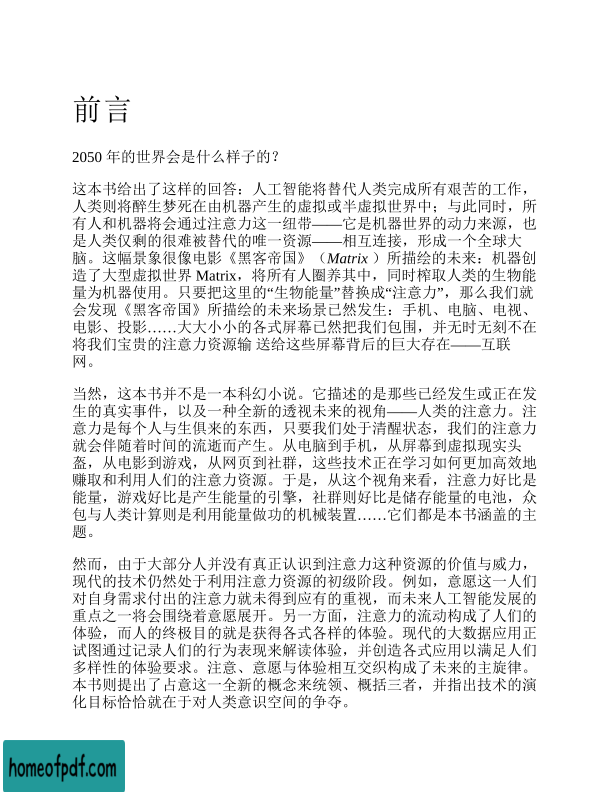 前言
2050 年的世界会是什么样子的？
这本书给出了这样的回答：人工智能将替代人类完成所有艰苦的工作，
人类则将醉生梦死在由机器产生的虚拟或半虚拟世界中；与此同时，所
有人和机器将会通过注意力这一纽带——它是机器世界的动力来源，也
是人类仅剩的很难被替代的唯一资源——相互连接，形成一个全球大
脑。这幅景象很像电影《黑客帝国》（Matrix ）所描绘的未来：机器创
造了大型虚拟世界 Matrix，将所有人圈养其中，同时榨取人类的生物能
量为机器使用。只要把这里的“生物能量”替换成“注意力”，那么我们就
会发现《黑客帝国》所描绘的未来场景已然发生：手机、电脑、电视、
电影、投影……大大小小的各式屏幕已然把我们包围，并无时无刻不在
将我们宝贵的注意力资源输 送给这些屏幕背后的巨大存在——互联
网。
当然，这本书并不是一本科幻小说。它描述的是那些已经发生或正在发
生的真实事件，以及一种全新的透视未来的视角——人类的注意力。注
意力是每个人与生俱来的东西，只要我们处于清醒状态，我们的注意力
就会伴随着时间的流逝而产生。从电脑到手机，从屏幕到虚拟现实头
盔，从电影到游戏，从网页到社群，这些技术正在学习如何更加高效地
赚取和利用人们的注意力资源。于是，从这个视角来看，注意力好比是
能量，游戏好比是产生能量的引擎，社群则好比是储存能量的电池，众
包与人类计算则是利用能量做功的机械装置……它们都是本书涵盖的主
题。
然而，由于大部分人并没有真正认识到注意力这种资源的价值与威力，
现代的技术仍然处于利用注意力资源的初级阶段。例如，意愿这一人们
对自身需求付出的注意力就未得到应有的重视，而未来人工智能发展的
重点之一将会围绕着意愿展开。另一方面，注意力的流动构成了人们的
体验，而人的终极目的就是获得各式各样的体验。现代的大数据应用正
试图通过记录人们的行为表现来解读体验，并创造各式应用以满足人们
多样性的体验要求。注意、意愿与体验相互交织构成了未来的主旋律。
本书则提出了占意这一全新的概念来统领、概括三者，并指出技术的演
化目标恰恰就在于对人类意识空间的争夺。
homeofpdf.com